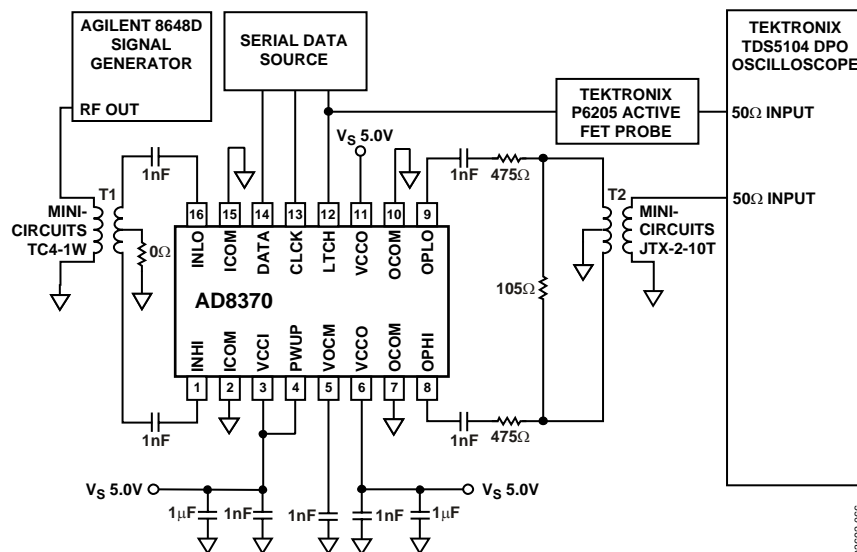 AGILENT 8648D
SIGNAL
GENERATOR
RF OUT
SERIAL DATA
SOURCE
TEKTRONIX
TDS5104 DPO
OSCILLOSCOPE
TEKTRONIX
P6205 ACTIVE
FET PROBE
50Ω INPUT
50Ω INPUT
VS 5.0V
1nF
1nF
475Ω
T1
T2
MINI-
CIRCUITS
TC4-1W
0Ω
MINI-
CIRCUITS
JTX-2-10T
105Ω
16 15 14 13 12 11 10 9
INLO ICOM DATA CLCK LTCH VCCO OCOM OPLO
AD8370
INHI ICOM VCCI PWUP VOCM VCCO OCOM OPHI
1 2 3 4 5 6 7 8
1nF
1nF
475Ω
VS 5.0V
VS 5.0V
1µF 1nF 1nF 1nF 1µF